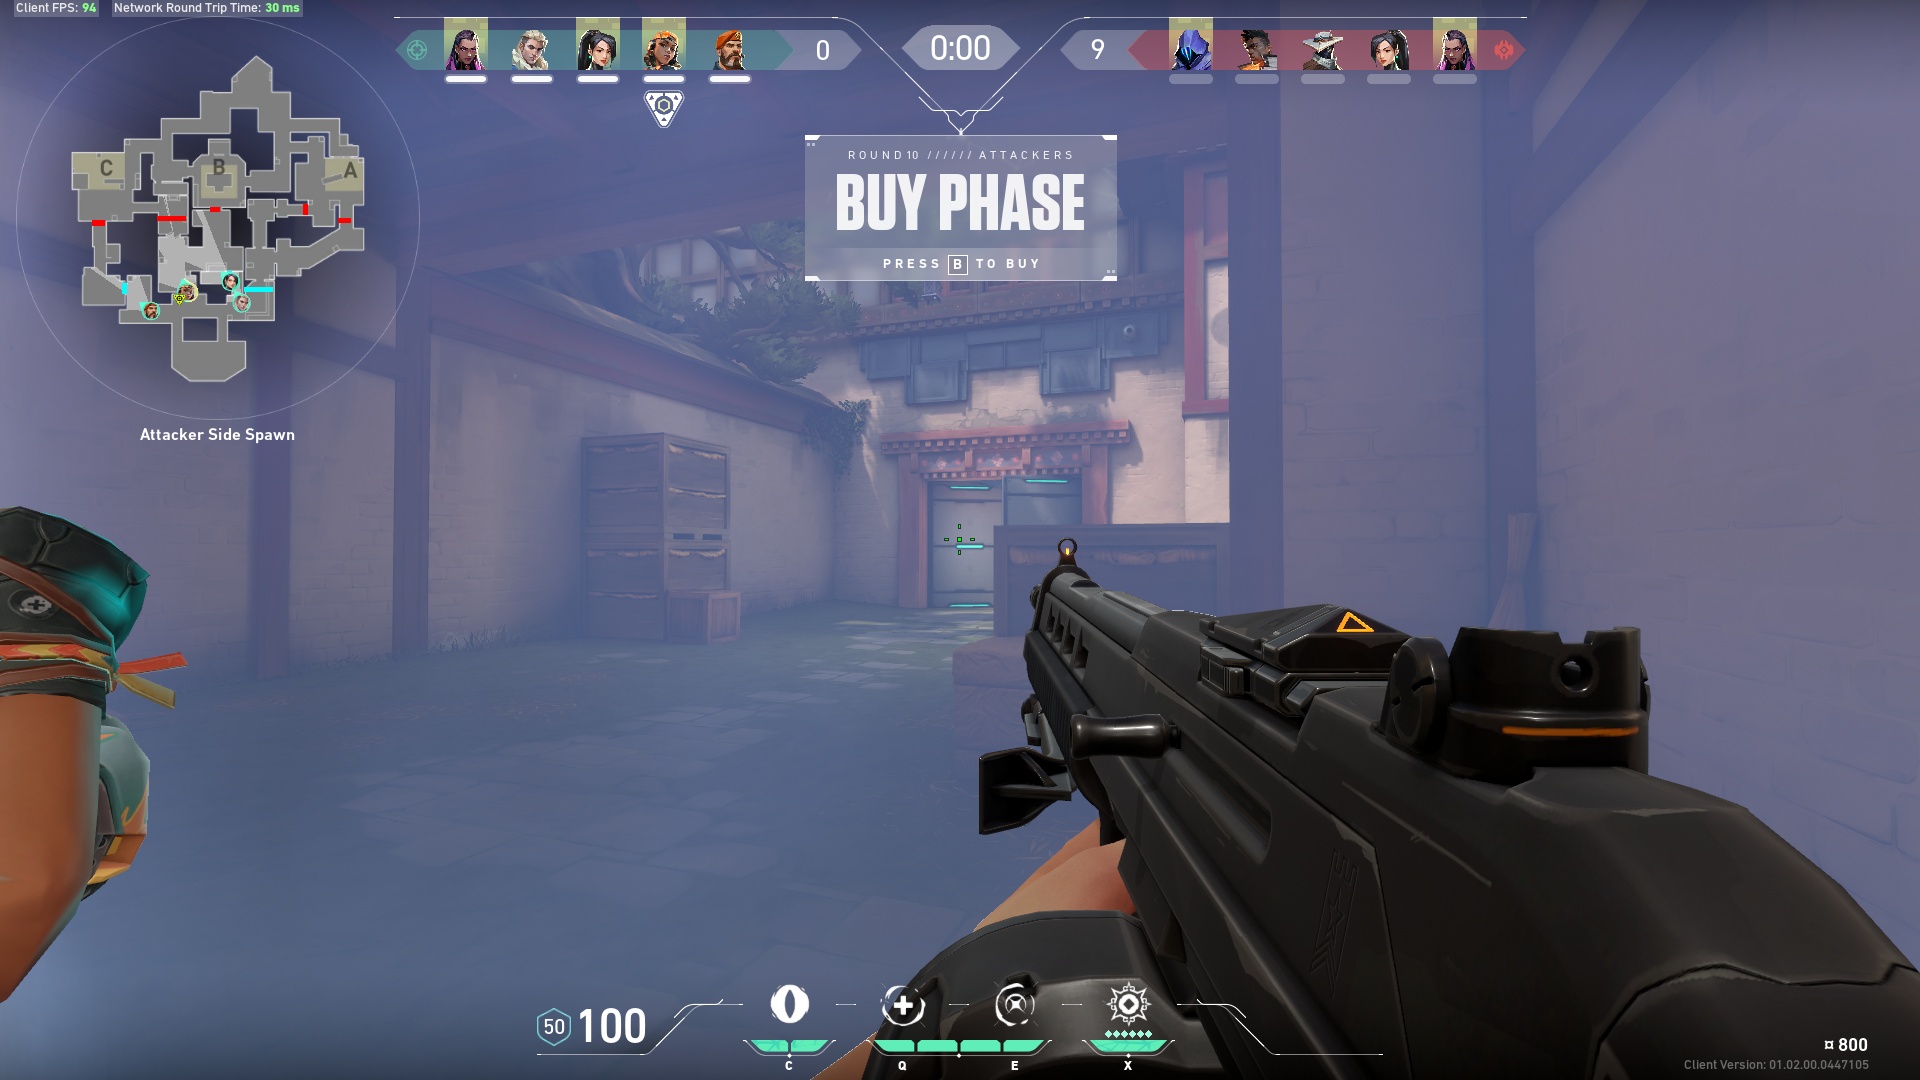 Client FPS: 94 Network Round Trip Time: 30 ms
0 0:00 9
C B A
ROUND 10 ////// ATTACKERS
BUY PHASE
PRESS B TO BUY
Attacker Side Spawn
50 100
C Q E X
¤ 800
Client Version: 01.02.00.0447105